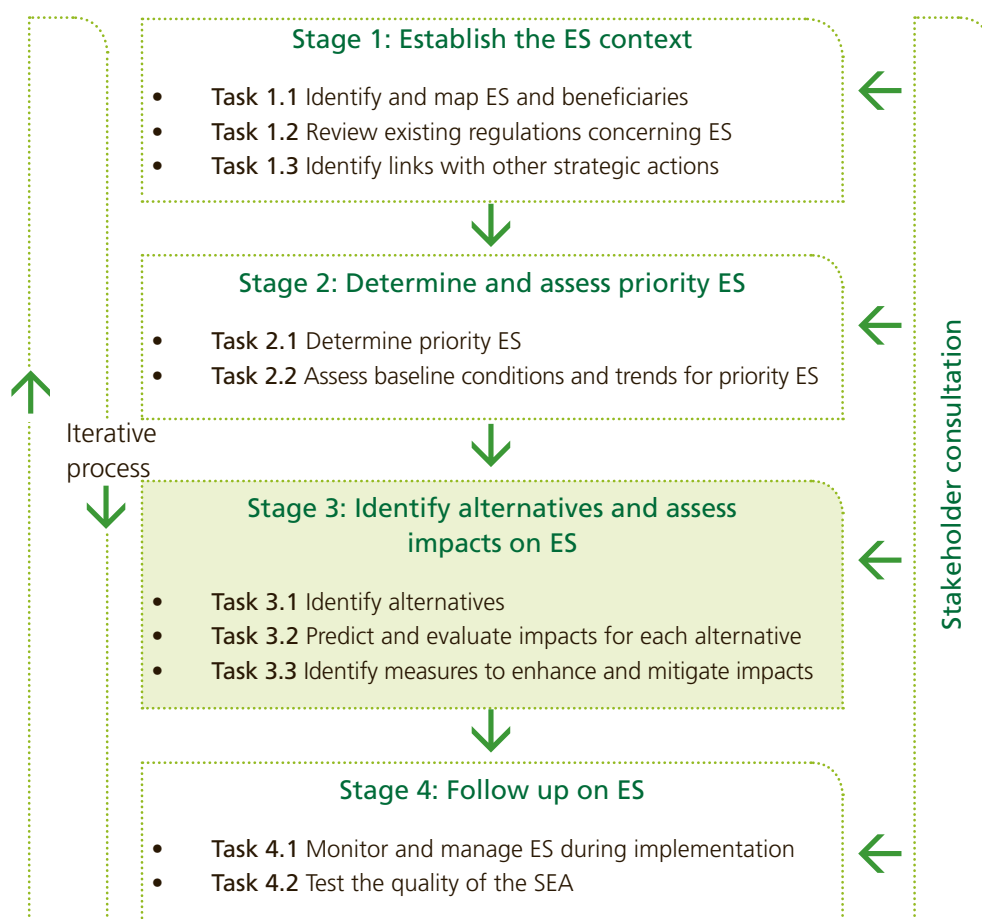 Stage 1: Establish the ES context
• Task 1.1 Identify and map ES and beneficiaries
• Task 1.2 Review existing regulations concerning ES
• Task 1.3 Identify links with other strategic actions
Stage 2: Determine and assess priority ES
• Task 2.1 Determine priority ES
• Task 2.2 Assess baseline conditions and trends for priority ES
Iterative
process
Stage 3: Identify alternatives and assess
impacts on ES
• Task 3.1 Identify alternatives
• Task 3.2 Predict and evaluate impacts for each alternative
• Task 3.3 Identify measures to enhance and mitigate impacts
Stage 4: Follow up on ES
• Task 4.1 Monitor and manage ES during implementation
• Task 4.2 Test the quality of the SEA
Stakeholder consultation